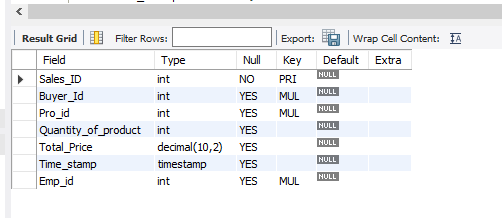 Result Grid Filter Rows: Export: Wrap Cell Content:
Field Type Null Key Default Extra
Sales_ID int NO PRI NULL
Buyer_Id int YES MUL NULL
Pro_id int YES MUL NULL
Quantity_of_product int YES NULL
Total_Price decimal(10,2) YES NULL
Time_stamp timestamp YES NULL
Emp_id int YES MUL NULL